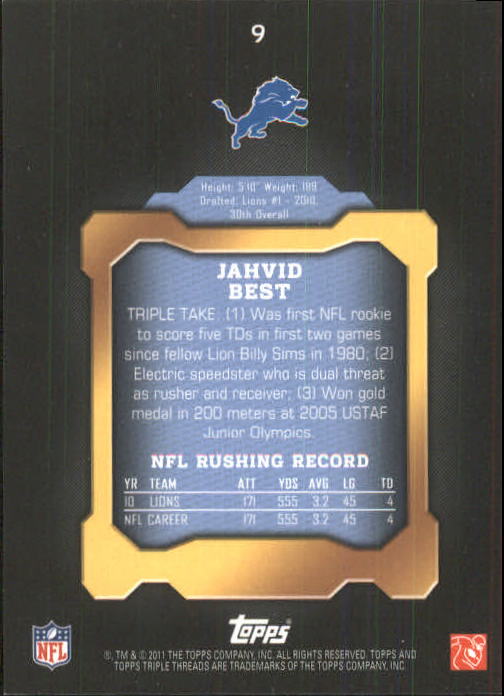 9
Height: 5'10" Weight: 199
Drafted: Lions #1 - 2010,
30th Overall
JAHVID
BEST
TRIPLE TAKE: (1) Was first NFL rookie
to score five TDs in first two games
since fellow Lion Billy Sims in 1980; (2)
Electric speedster who is dual threat
as rusher and receiver; (3) Won gold
medal in 200 meters at 2005 USTAF
Junior Olympics.
NFL RUSHING RECORD
YR TEAM ATT YDS AVG LG TD
10 LIONS 171 555 3.2 45 4
NFL CAREER 171 555 3.2 45 4
NFL
Topps
®, TM & © 2011 THE TOPPS COMPANY, INC. ALL RIGHTS RESERVED. TOPPS AND
TOPPS TRIPLE THREADS ARE TRADEMARKS OF THE TOPPS COMPANY, INC.